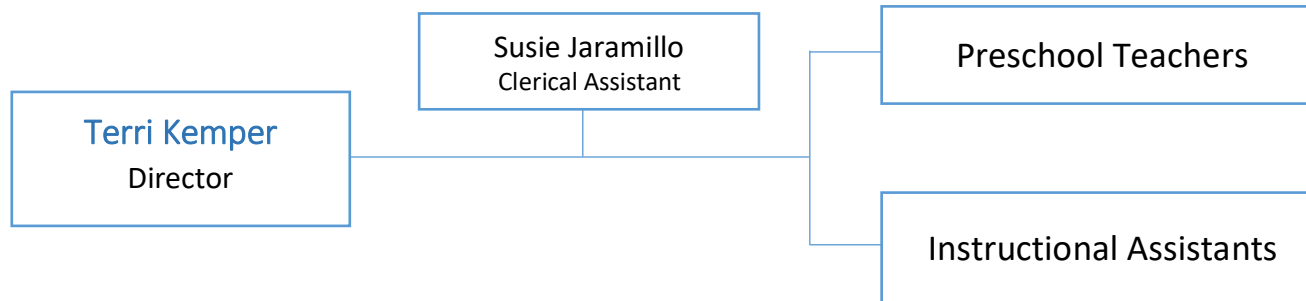 Susie Jaramillo
Clerical Assistant
Preschool Teachers
Terri Kemper
Director
Instructional Assistants